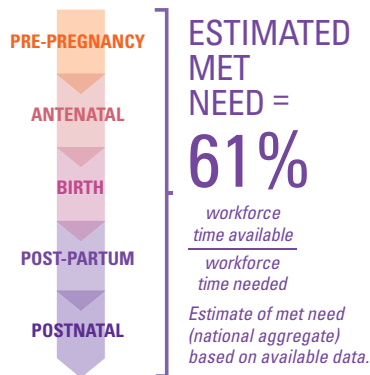 PRE-PREGNANCY
ANTENATAL
BIRTH
POST-PARTUM
POSTNATAL
ESTIMATED
MET
NEED =
61%
workforce
time available
workforce
time needed
Estimate of met need
(national aggregate)
based on available data.